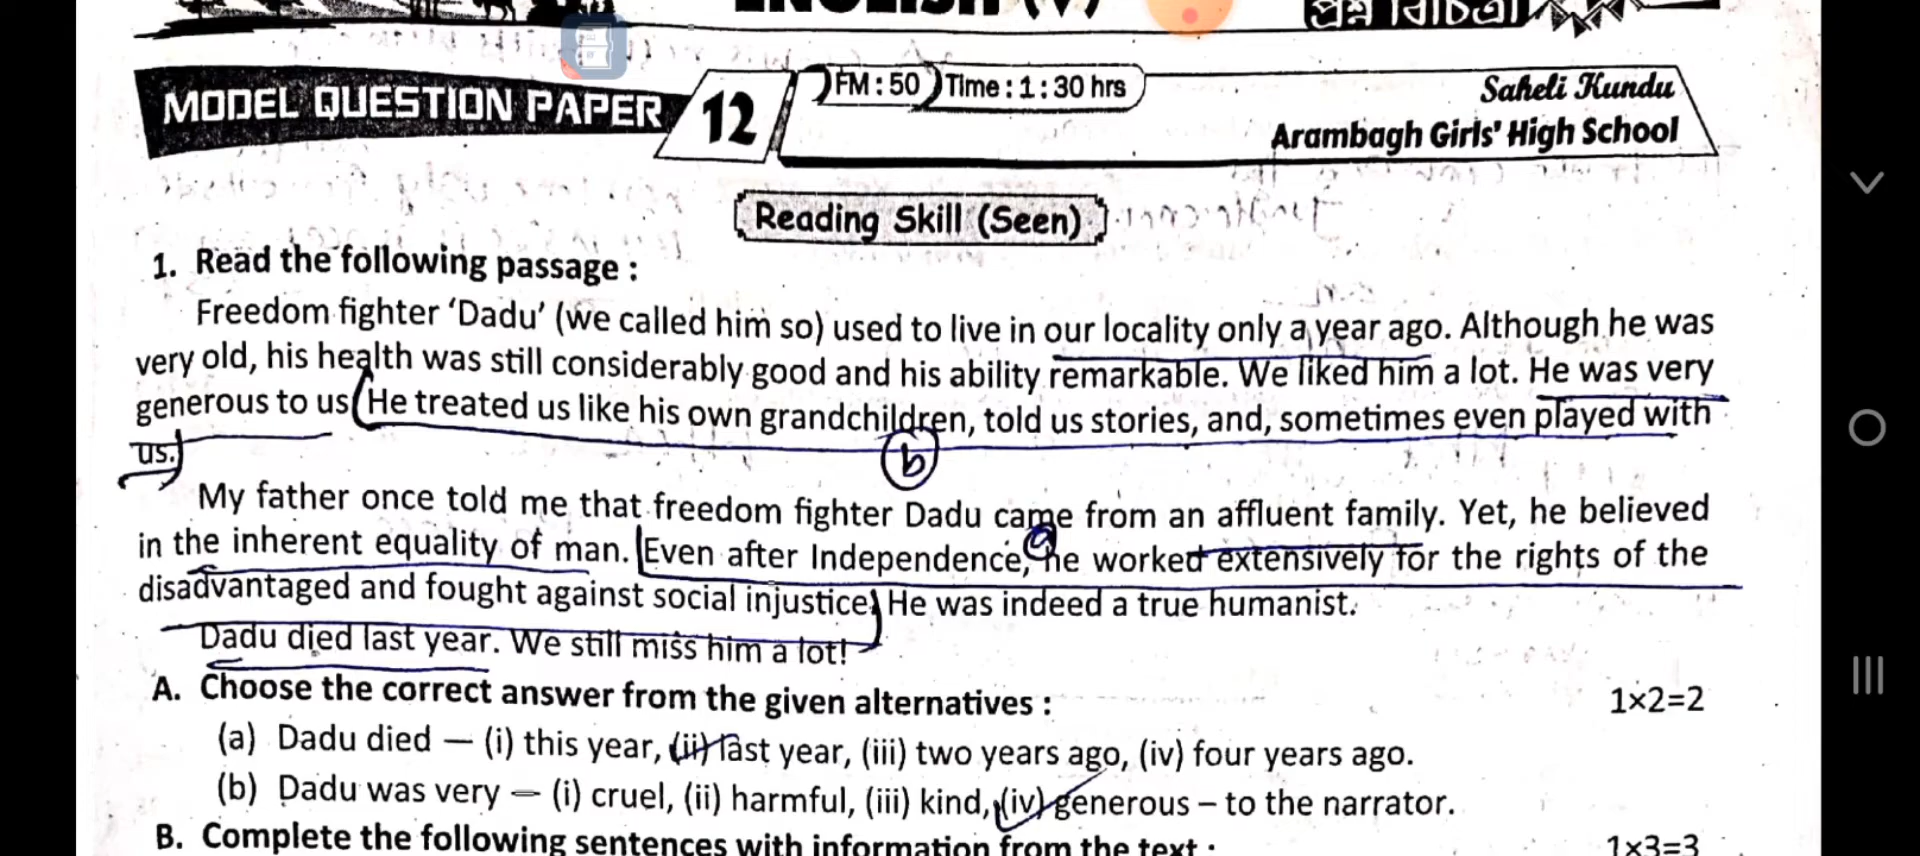 ENGLISH (V)
MODEL QUESTION PAPER 12
FM : 50 Time : 1 : 30 hrs
Saheli Kundu
Arambagh Girls' High School
Reading Skill (Seen)
1. Read the following passage :
Freedom fighter ‘Dadu’ (we called him so) used to live in our locality only a year ago. Although he was
very old, his health was still considerably good and his ability remarkable. We liked him a lot. He was very
generous to us. He treated us like his own grandchildren, told us stories, and, sometimes even played with
us.
b
My father once told me that freedom fighter Dadu came from an affluent family. Yet, he believed
in the inherent equality of man. Even after Independence, he worked extensively for the rights of the
a
disadvantaged and fought against social injustice. He was indeed a true humanist.
Dadu died last year. We still miss him a lot!
A. Choose the correct answer from the given alternatives : 1×2=2
(a) Dadu died — (i) this year, (ii) last year, (iii) two years ago, (iv) four years ago.
(b) Dadu was very — (i) cruel, (ii) harmful, (iii) kind, (iv) generous – to the narrator.
B. Complete the following sentences with information from the text : 1×3=3